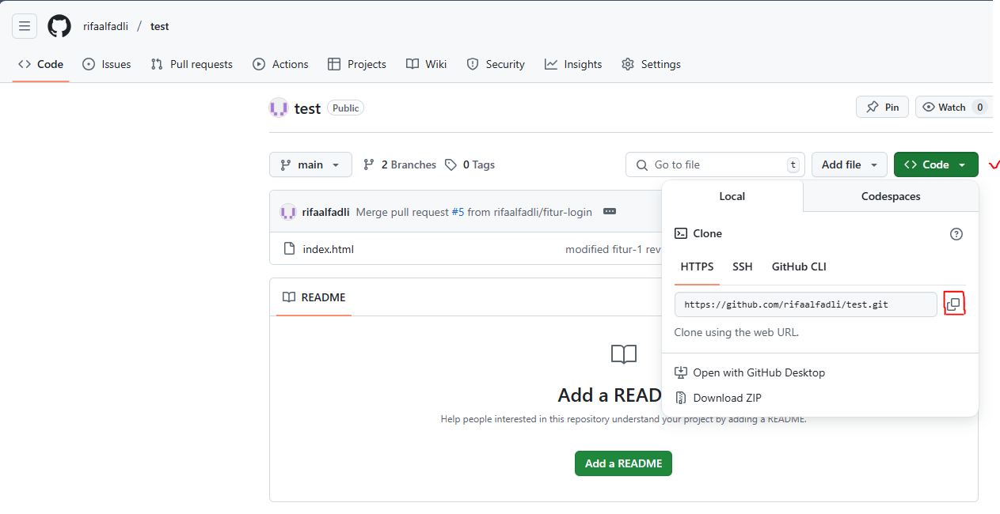 rifaalfadli / test
Code Issues Pull requests Actions Projects Wiki Security Insights Settings
test Public Pin Watch 0
main 2 Branches 0 Tags Go to file t Add file Code
Local Codespaces
rifaalfadli Merge pull request #5 from rifaalfadli/fitur-login
Clone
index.html modified fitur-1 rev
HTTPS SSH GitHub CLI
README
https://github.com/rifaalfadli/test.git
Clone using the web URL.
Open with GitHub Desktop
Download ZIP
Add a READ
Help people interested in this repository understand your project by adding a README.
Add a README